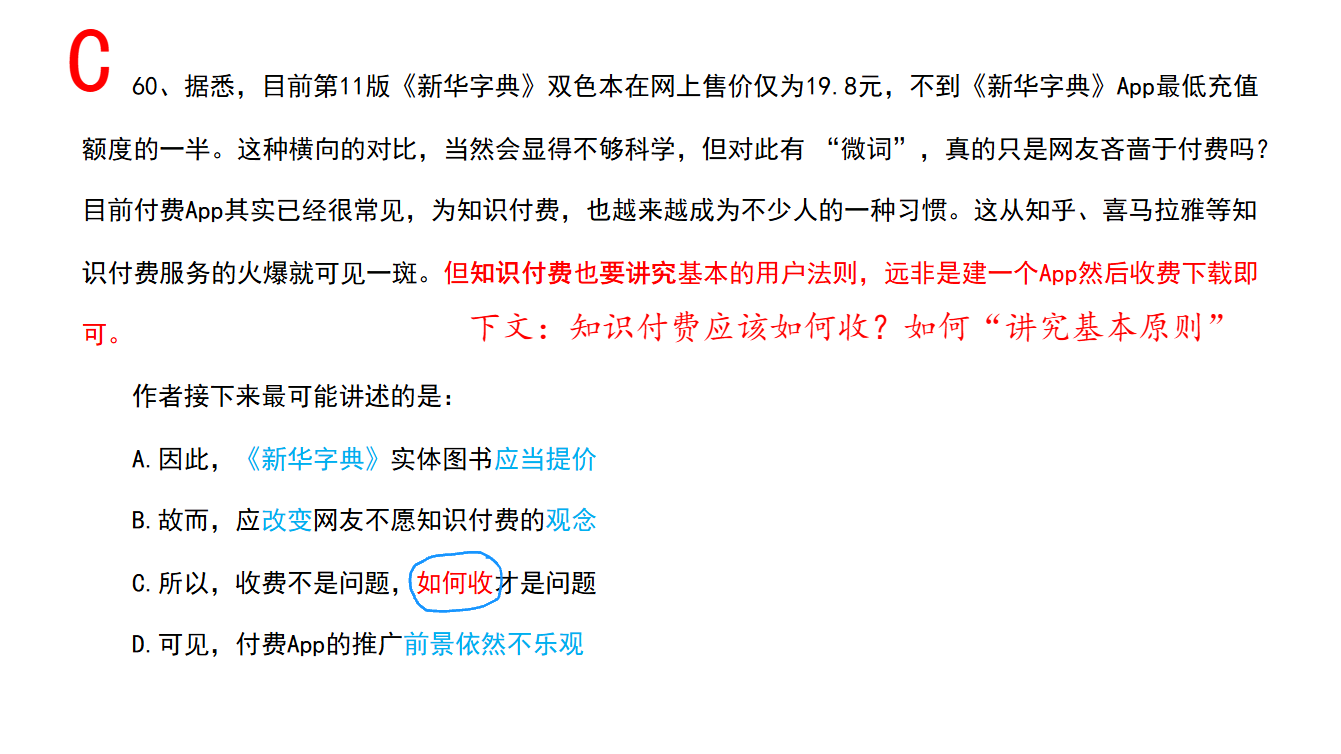 C
60、据悉，目前第11版《新华字典》双色本在网上售价仅为19.8元，不到《新华字典》App最低充值
额度的一半。这种横向的对比，当然会显得不够科学，但对此有 “微词”，真的只是网友吝啬于付费吗？
目前付费App其实已经很常见，为知识付费，也越来越成为不少人的一种习惯。这从知乎、喜马拉雅等知
识付费服务的火爆就可见一斑。但知识付费也要讲究基本的用户法则，远非是建一个App然后收费下载即
可。
下文：知识付费应该如何收？如何“讲究基本原则”
作者接下来最可能讲述的是：
A.因此，《新华字典》实体图书应当提价
B.故而，应改变网友不愿知识付费的观念
C.所以，收费不是问题，如何收才是问题
D.可见，付费App的推广前景依然不乐观